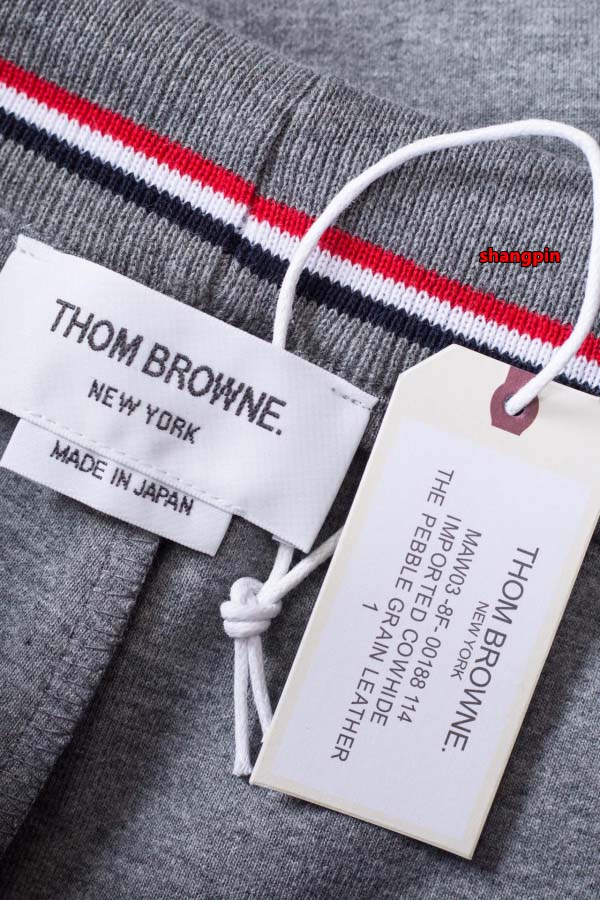 shangpin
THOM BROWNE.
NEW YORK
MADE IN JAPAN
THOM BROWNE.
NEW YORK
MAW03-8F- 00188 114
IMPORTED COWHIDE
THE PEBBLE GRAIN LEATHER
1